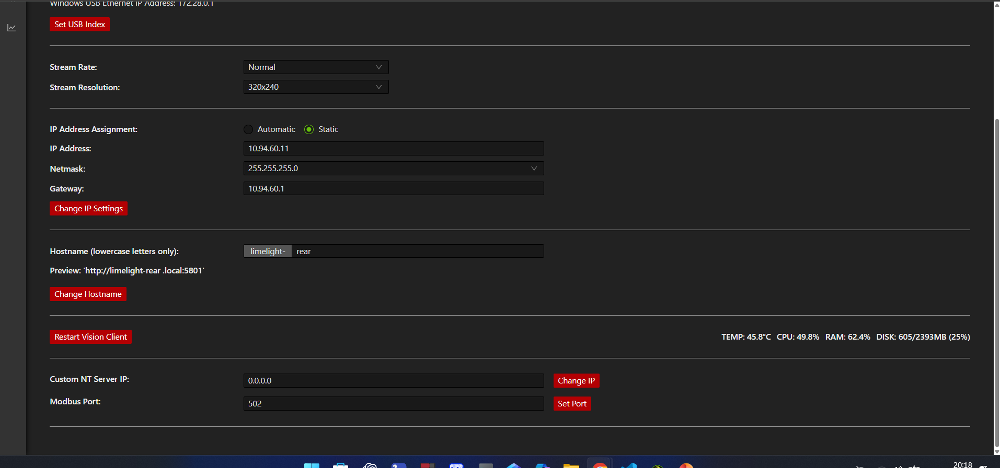 Windows USB Ethernet IP Address: 172.28.0.1
Set USB Index
Stream Rate: Normal
Stream Resolution: 320x240
IP Address Assignment: Automatic Static
IP Address: 10.94.60.11
Netmask: 255.255.255.0
Gateway: 10.94.60.1
Change IP Settings
Hostname (lowercase letters only): limelight- rear
Preview: 'http://limelight-rear .local:5801'
Change Hostname
Restart Vision Client TEMP: 45.8°C CPU: 49.8% RAM: 62.4% DISK: 605/2393MB (25%)
Custom NT Server IP: 0.0.0.0 Change IP
Modbus Port: 502 Set Port
20:18